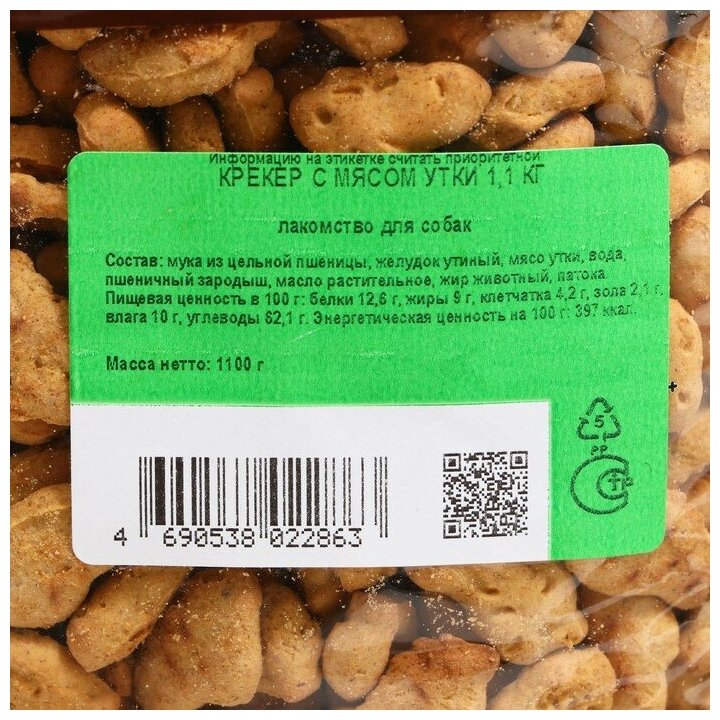 Информацию на этикетке считать приоритетной
КРЕКЕР С МЯСОМ УТКИ 1,1 КГ
лакомство для собак
Состав: мука из цельной пшеницы, желудок утиный, мясо утки, вода,
пшеничный зародыш, масло растительное, жир животный, патока.
Пищевая ценность в 100 г: белки 12,6 г, жиры 9 г, клетчатка 4,2 г, зола 2,1 г,
влага 10 г, углеводы 62,1 г. Энергетическая ценность на 100 г: 397 ккал.
Масса нетто: 1100 г
5
PP
4 690538 022863